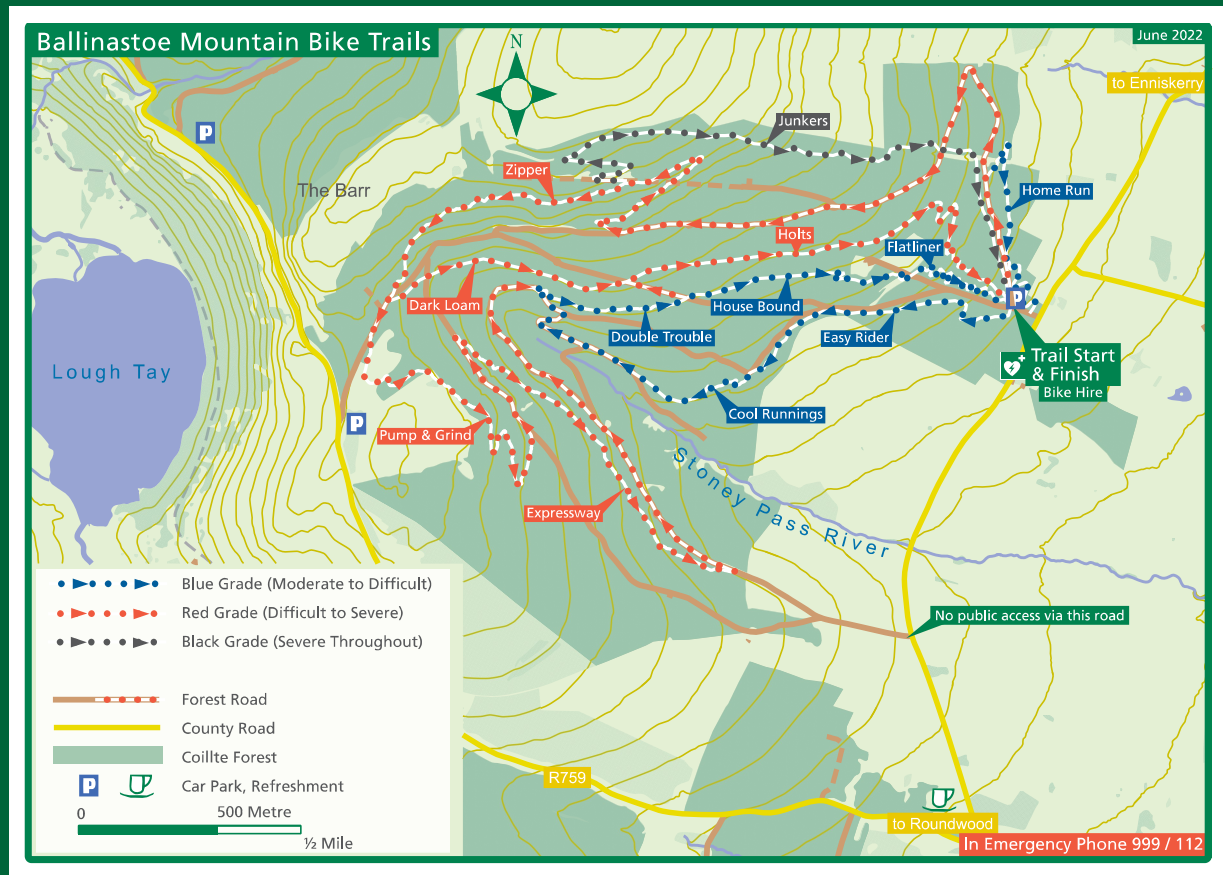 Ballinastoe Mountain Bike Trails
June 2022
N
to Enniskerry
P
Junkers
Zipper
The Barr
Home Run
Holts
Flatliner
Dark Loam
House Bound
P
Double Trouble
Easy Rider
Trail Start
& Finish
Bike Hire
Lough Tay
Cool Runnings
P
Pump & Grind
Stoney Pass River
Expressway
No public access via this road
Blue Grade (Moderate to Difficult)
Red Grade (Difficult to Severe)
Black Grade (Severe Throughout)
Forest Road
County Road
Coillte Forest
P
Car Park, Refreshment
0
500 Metre
½ Mile
R759
to Roundwood
In Emergency Phone 999 / 112